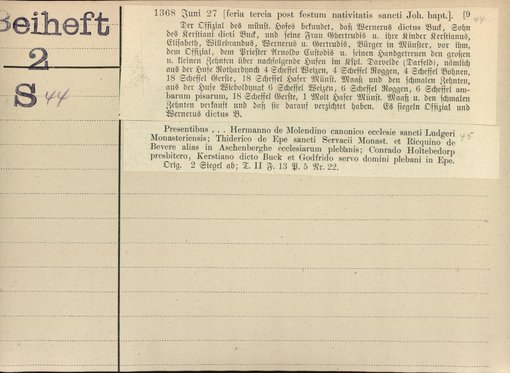 Beiheft
2
S 44
1368 Juni 27 [feria tercia post festum nativitatis sancti Joh. bapt.]. [9
44
Der Offizial des münst. Hofes bekundet, daß Wernerus dictus Buck, Sohn
des Kerstiani dicti Buck, und seine Frau Ghertrudis u. ihre Kinder Kerstianus,
Elisabeth, Willebrandus, Wernerus u. Gertrudis, Bürger in Münster, vor ihm,
dem Offizial, dem Priester Arnoldo Custodis u. seinen Handgetreuen den großen
u. kleinen Zehnten über nachfolgende Hufen im Kspl. Darvelde (Darfeld), nämlich
aus der Hufe Rotherdynch 4 Scheffel Weizen, 4 Scheffel Roggen, 4 Scheffel Bohnen,
18 Scheffel Gerste, 18 Scheffel Hafer Münst. Maaß und den schmalen Zehnten,
aus der Hufe Wiboldyngt 6 Scheffel Weizen, 6 Scheffel Roggen, 6 Scheffel am-
barum pisarum, 18 Scheffel Gerste, 1 Molt Hafer Münst. Maaß u. den schmalen
Zehnten verkauft und daß sie darauf verzichtet haben. Es siegeln Offizial und
Wernerus dictus B.
Presentibus . . . Hermanno de Molendino canonico ecclesie sancti Ludgeri
45
Monasteriensis; Thiderico de Epe sancti Servacii Monast. et Ricquino de
Bevere alias in Aschenberghe ecclesiarum plebanis; Conrado Holtebedorp
presbitero, Kerstiano dicto Buck et Godfrido servo domini plebani in Epe.
Orig. 2 Siegel ab; T. II F. 13 P. 5 Nr. 22.